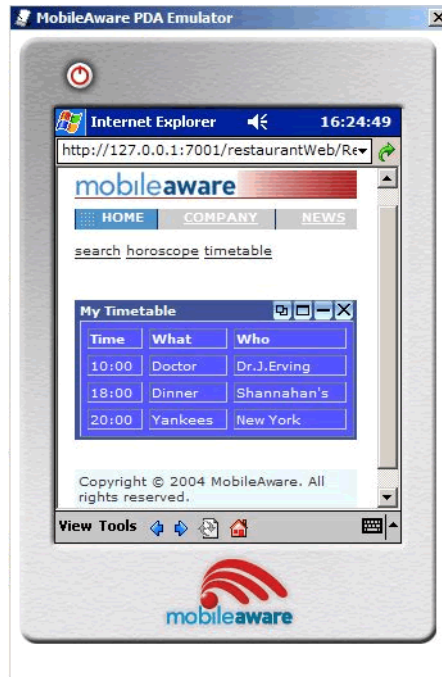 MobileAware PDA Emulator
Internet Explorer 16:24:49
http://127.0.0.1:7001/restaurantWeb/Re
mobileaware
HOME COMPANY NEWS
search horoscope timetable
My Timetable
Time What Who
10:00 Doctor Dr.J.Erving
18:00 Dinner Shannahan's
20:00 Yankees New York
Copyright © 2004 MobileAware. All
rights reserved.
View Tools
mobileaware